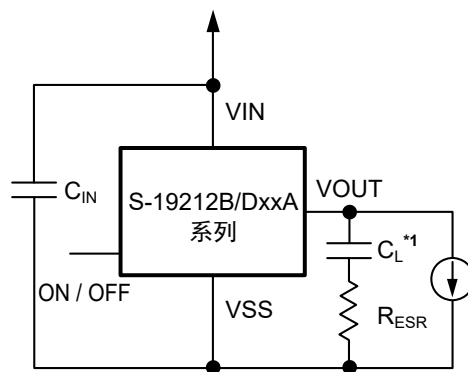 VIN
C_IN
S-19212B/DxxA
系列
VOUT
C_L*1
ON / OFF
VSS
R_ESR